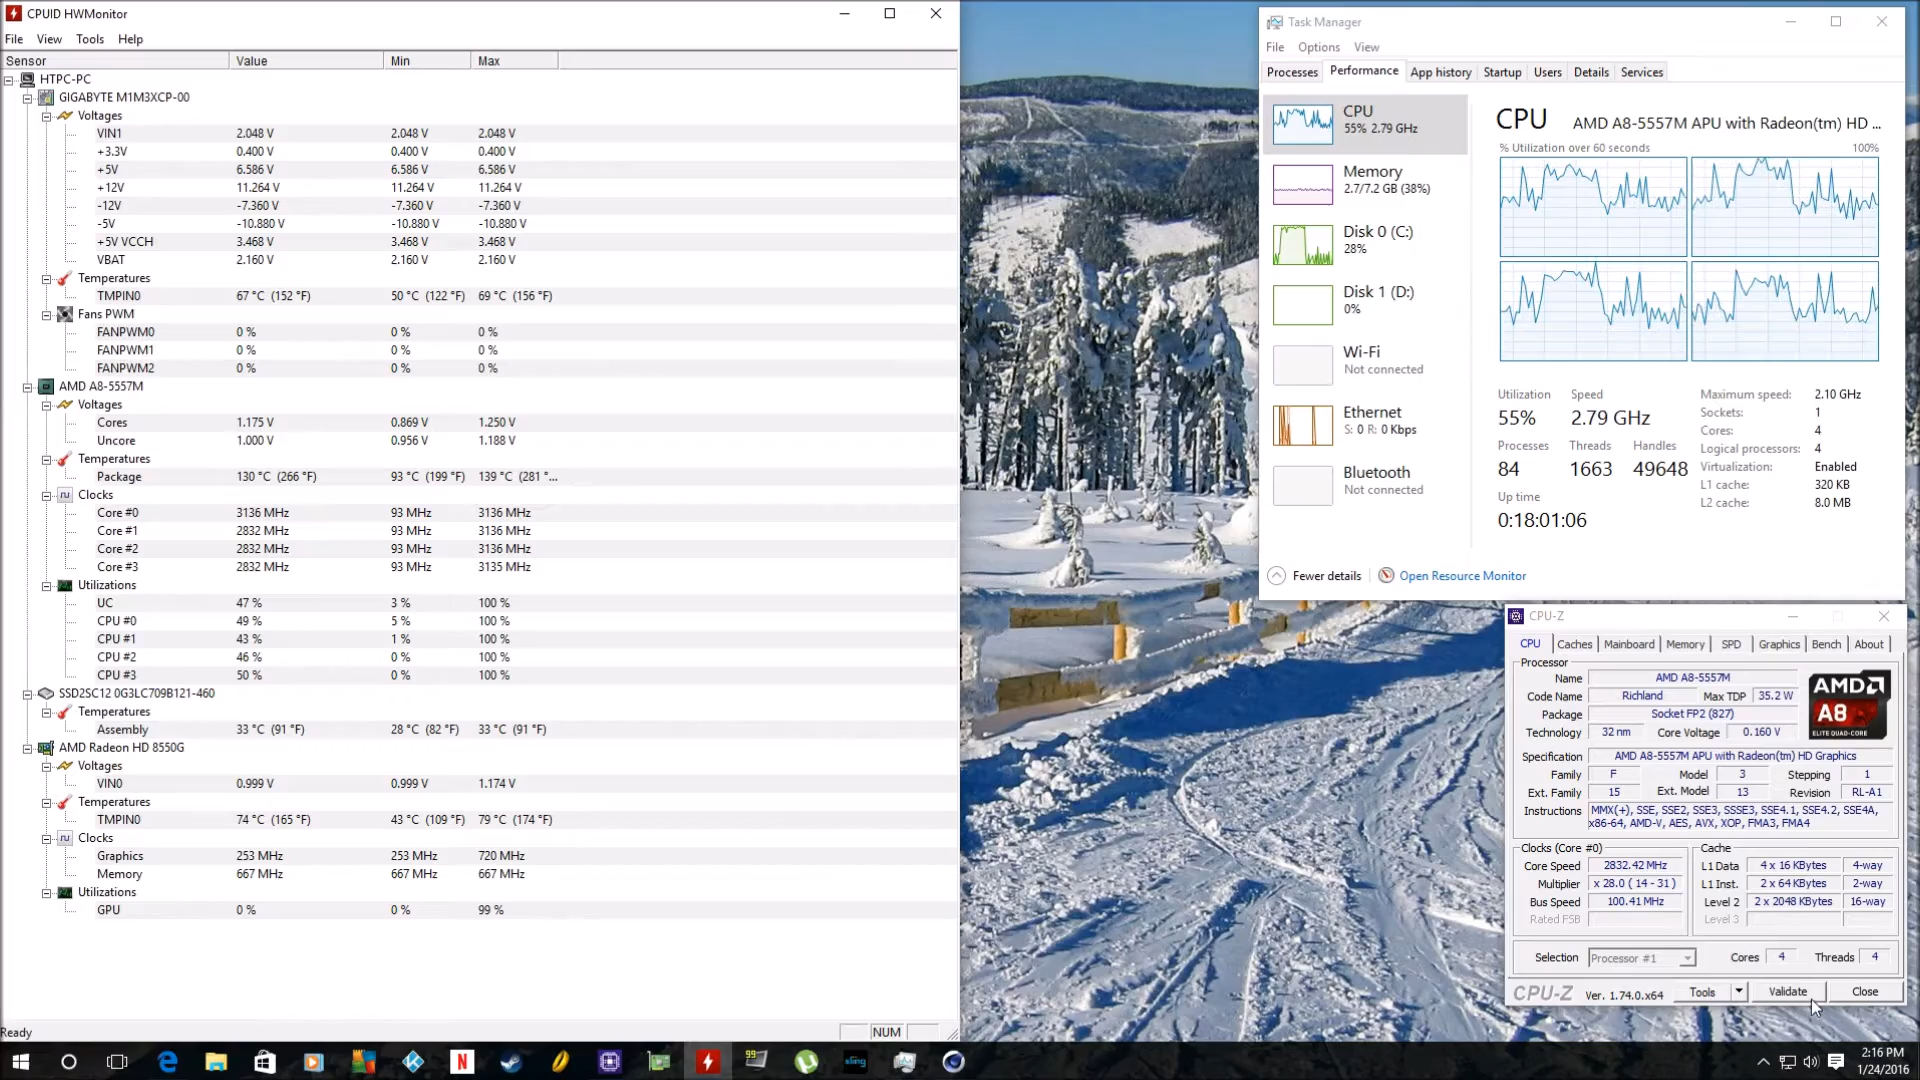 CPUID HWMonitor
File View Tools Help
Sensor Value Min Max
HTPC-PC
GIGABYTE M1M3XCP-00
Voltages
VIN1 2.048 V 2.048 V 2.048 V
+3.3V 0.400 V 0.400 V 0.400 V
+5V 6.586 V 6.586 V 6.586 V
+12V 11.264 V 11.264 V 11.264 V
-12V -7.360 V -7.360 V -7.360 V
-5V -10.880 V -10.880 V -10.880 V
+5V VCCH 3.468 V 3.468 V 3.468 V
VBAT 2.160 V 2.160 V 2.160 V
Temperatures
TMPIN0 67 °C (152 °F) 50 °C (122 °F) 69 °C (156 °F)
Fans PWM
FANPWM0 0 % 0 % 0 %
FANPWM1 0 % 0 % 0 %
FANPWM2 0 % 0 % 0 %
AMD A8-5557M
Voltages
Cores 1.175 V 0.869 V 1.250 V
Uncore 1.000 V 0.956 V 1.188 V
Temperatures
Package 130 °C (266 °F) 93 °C (199 °F) 139 °C (281 °...
Clocks
Core #0 3136 MHz 93 MHz 3136 MHz
Core #1 2832 MHz 93 MHz 3136 MHz
Core #2 2832 MHz 93 MHz 3136 MHz
Core #3 2832 MHz 93 MHz 3135 MHz
Utilizations
UC 47 % 3 % 100 %
CPU #0 49 % 5 % 100 %
CPU #1 43 % 1 % 100 %
CPU #2 46 % 0 % 100 %
CPU #3 50 % 0 % 100 %
SSD2SC12 0G3LC709B121-460
Temperatures
Assembly 33 °C (91 °F) 28 °C (82 °F) 33 °C (91 °F)
AMD Radeon HD 8550G
Voltages
VIN0 0.999 V 0.999 V 1.174 V
Temperatures
TMPIN0 74 °C (165 °F) 43 °C (109 °F) 79 °C (174 °F)
Clocks
Graphics 253 MHz 253 MHz 720 MHz
Memory 667 MHz 667 MHz 667 MHz
Utilizations
GPU 0 % 0 % 99 %
Ready NUM
Task Manager
File Options View
Processes Performance App history Startup Users Details Services
CPU
55% 2.79 GHz
Memory
2.7/7.2 GB (38%)
Disk 0 (C:)
28%
Disk 1 (D:)
0%
Wi-Fi
Not connected
Ethernet
S: 0 R: 0 Kbps
Bluetooth
Not connected
CPU AMD A8-5557M APU with Radeon(tm) HD ...
% Utilization over 60 seconds 100%
Utilization Speed
55% 2.79 GHz
Processes Threads Handles
84 1663 49648
Up time
0:18:01:06
Maximum speed: 2.10 GHz
Sockets: 1
Cores: 4
Logical processors: 4
Virtualization: Enabled
L1 cache: 320 KB
L2 cache: 8.0 MB
Fewer details Open Resource Monitor
CPU-Z
CPU Caches Mainboard Memory SPD Graphics Bench About
Processor
Name AMD A8-5557M
Code Name Richland Max TDP 35.2 W
Package Socket FP2 (827)
Technology 32 nm Core Voltage 0.160 V
AMD
A8
ELITE QUAD-CORE
Specification AMD A8-5557M APU with Radeon(tm) HD Graphics
Family F Model 3 Stepping 1
Ext. Family 15 Ext. Model 13 Revision RL-A1
Instructions MMX(+), SSE, SSE2, SSE3, SSSE3, SSE4.1, SSE4.2, SSE4A,
x86-64, AMD-V, AES, AVX, XOP, FMA3, FMA4
Clocks (Core #0) Cache
Core Speed 2832.42 MHz L1 Data 4 x 16 KBytes 4-way
Multiplier x 28.0 ( 14 - 31 ) L1 Inst. 2 x 64 KBytes 2-way
Bus Speed 100.41 MHz Level 2 2 x 2048 KBytes 16-way
Rated FSB Level 3
Selection Processor #1 Cores 4 Threads 4
CPU-Z Ver. 1.74.0.x64 Tools Validate Close
N 99 sling
2:16 PM
1/24/2016